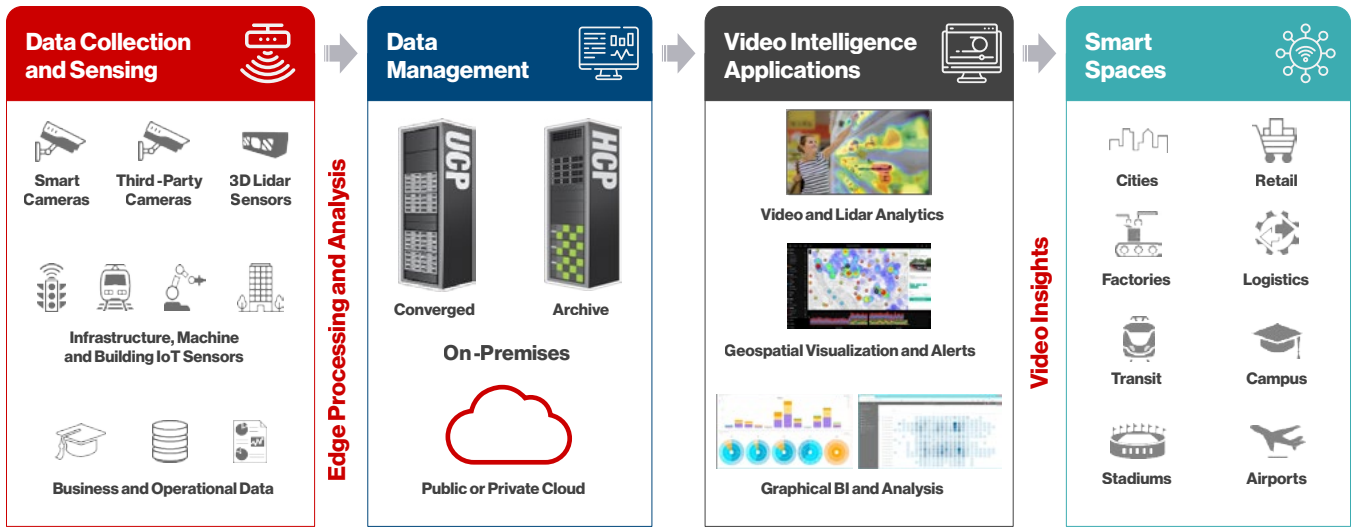 Data Collection
and Sensing
Smart
Cameras
Third-Party
Cameras
3D Lidar
Sensors
Infrastructure, Machine
and Building IoT Sensors
Business and Operational Data
Edge Processing and Analysis
Data
Management
UCP
HCP
Converged
Archive
On-Premises
Public or Private Cloud
Video Intelligence
Applications
Video and Lidar Analytics
Geospatial Visualization and Alerts
Graphical BI and Analysis
Video Insights
Smart
Spaces
Cities
Retail
Factories
Logistics
Transit
Campus
Stadiums
Airports